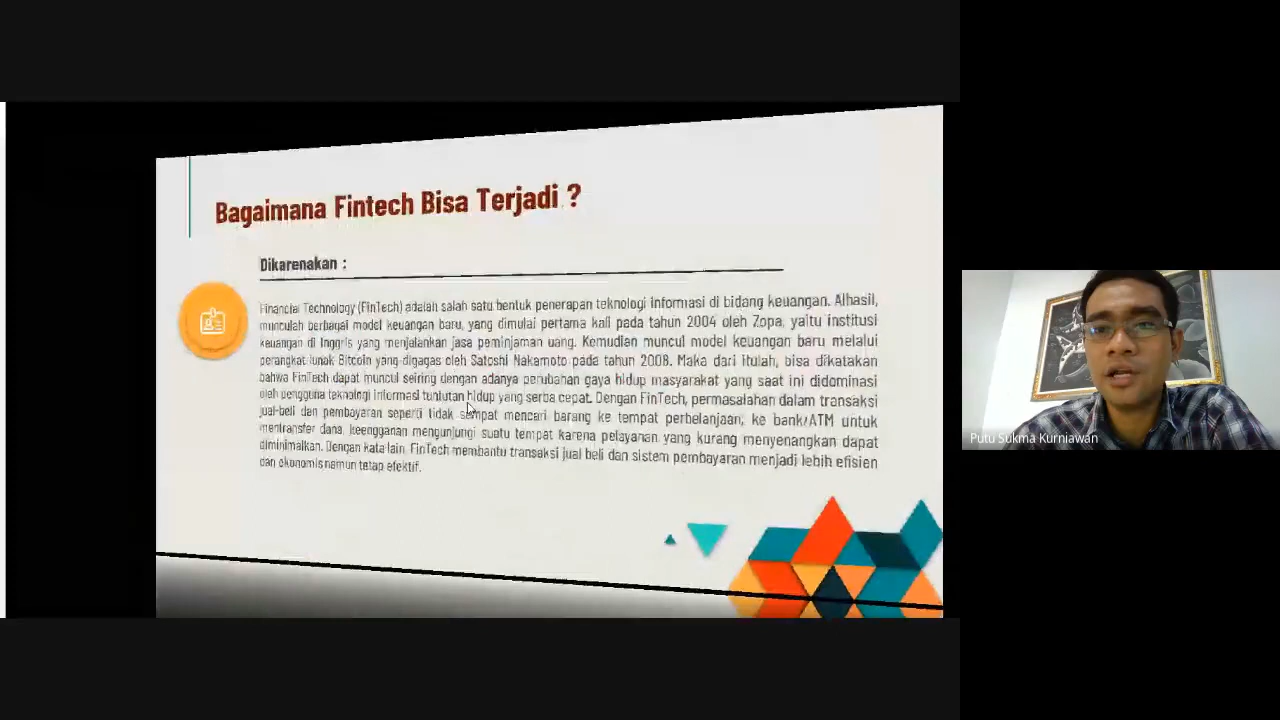 Bagaimana Fintech Bisa Terjadi ?
Dikarenakan :
Financial Technology (FinTech) adalah salah satu bentuk penerapan teknologi informasi di bidang keuangan. Alhasil,
munculah berbagai model keuangan baru, yang dimulai pertama kali pada tahun 2004 oleh Zopa, yaitu institusi
keuangan di Inggris yang menjalankan jasa peminjaman uang. Kemudian muncul model keuangan baru melalui
perangkat lunak Bitcoin yang digagas oleh Satoshi Nakamoto pada tahun 2008. Maka dari itulah, bisa dikatakan
bahwa FinTech dapat muncul seiring dengan adanya perubahan gaya hidup masyarakat yang saat ini didominasi
oleh pengguna teknologi informasi tuntutan hidup yang serba cepat. Dengan FinTech, permasalahan dalam transaksi
jual-beli dan pembayaran seperti tidak sempat mencari barang ke tempat perbelanjaan, ke bank/ATM untuk
mentransfer dana, keengganan mengunjungi suatu tempat karena pelayanan yang kurang menyenangkan dapat
diminimalkan. Dengan kata lain, FinTech membantu transaksi jual beli dan sistem pembayaran menjadi lebih efisien
dan ekonomis namun tetap efektif.
Putu Sukma Kurniawan